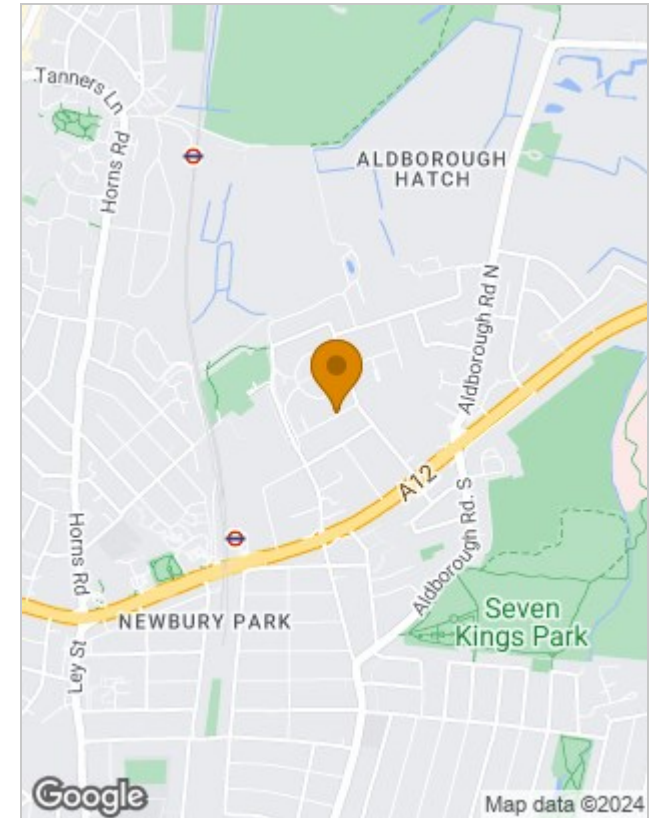 Tanners Ln
Horns Rd
ALDBOROUGH
HATCH
Aldborough Rd N
A12
Horns Rd
Aldborough Rd. S
Seven
Kings Park
NEWBURY PARK
Ley St
Google
Map data ©2024